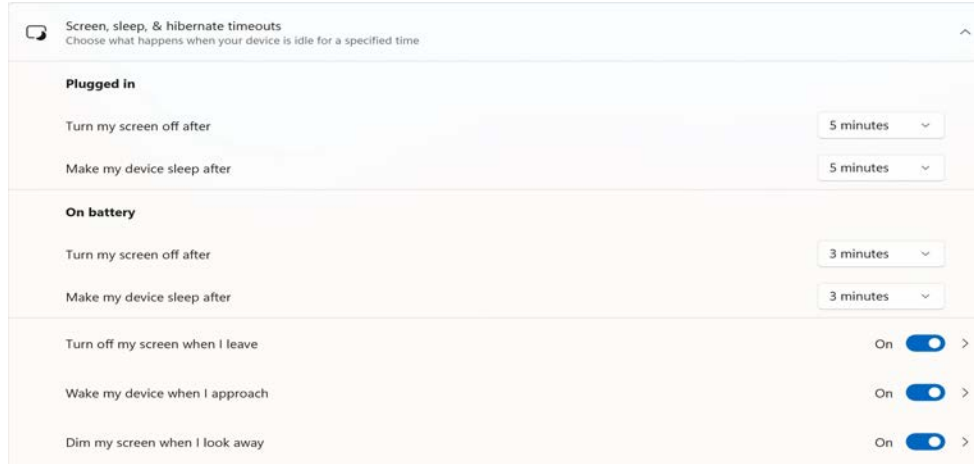 Screen, sleep, & hibernate timeouts
Choose what happens when your device is idle for a specified time
Plugged in
Turn my screen off after
5 minutes
Make my device sleep after
5 minutes
On battery
Turn my screen off after
3 minutes
Make my device sleep after
3 minutes
Turn off my screen when I leave
On
Wake my device when I approach
On
Dim my screen when I look away
On